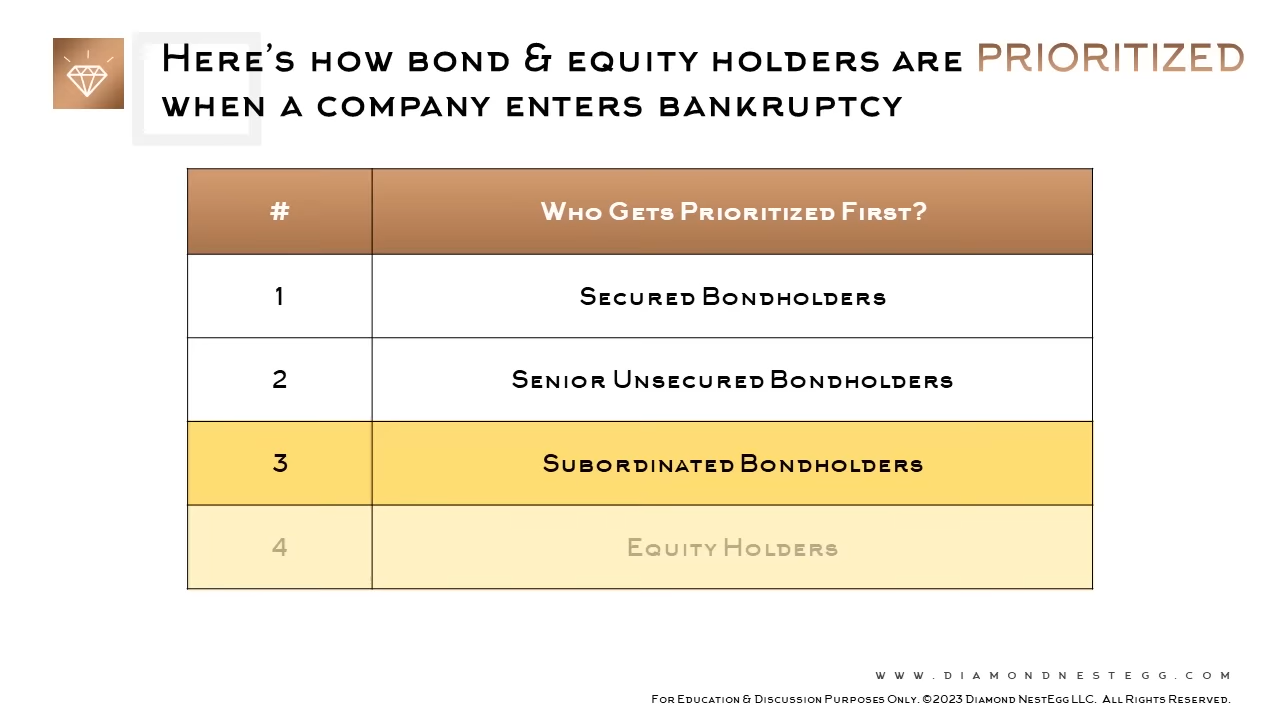 Here's how bond & equity holders are PRIORITIZED
when a company enters bankruptcy
# Who Gets Prioritized First?
1 Secured Bondholders
2 Senior Unsecured Bondholders
3 Subordinated Bondholders
4 Equity Holders
www.diamondnestegg.com
For Education & Discussion Purposes Only. ©2023 Diamond NestEgg LLC. All Rights Reserved.